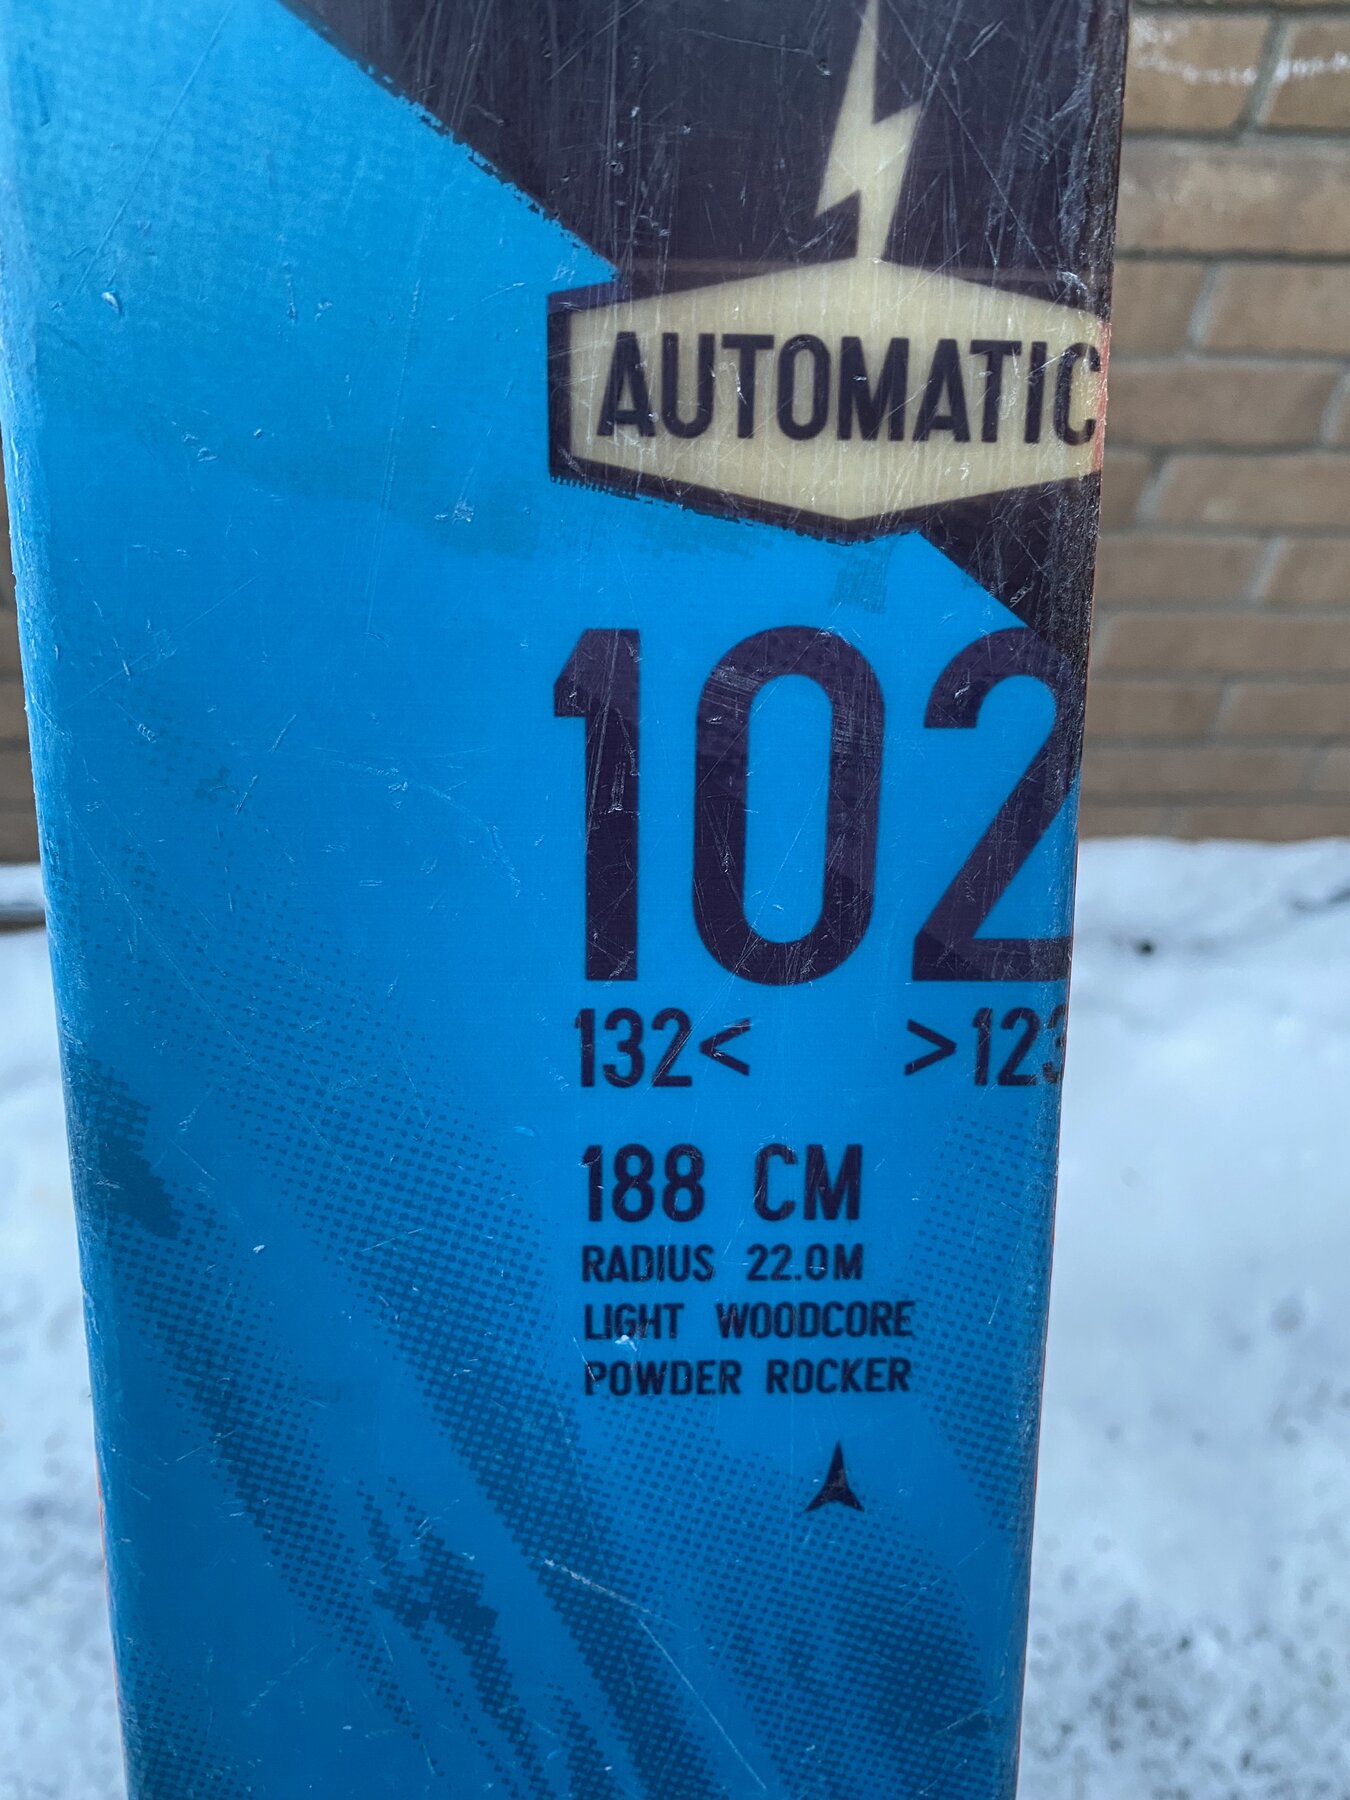 AUTOMATIC
102
132< >123
188 CM
RADIUS 22.0M
LIGHT WOODCORE
POWDER ROCKER